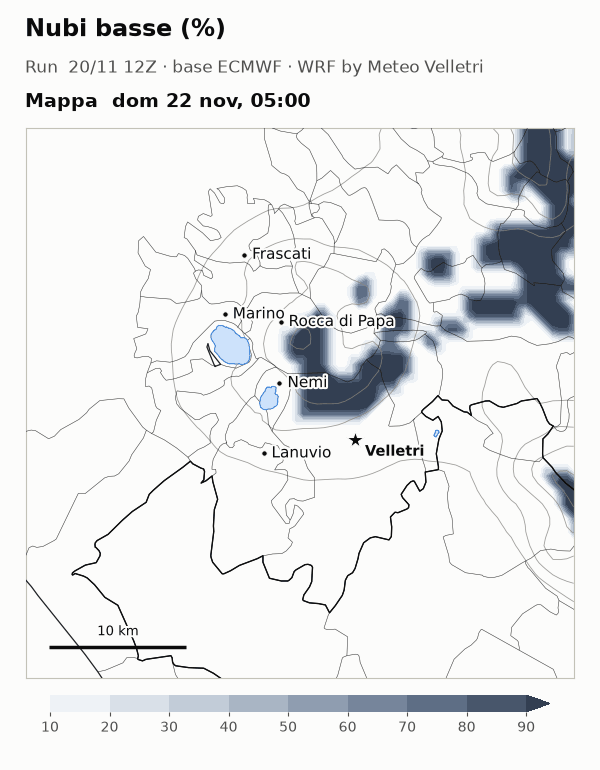 Nubi basse (%)
Run  20/11 12Z · base ECMWF · WRF by Meteo Velletri
Mappa  dom 22 nov, 05:00
Frascati
Marino
Rocca di Papa
Nemi
Velletri
Lanuvio
10 km
10 20 30 40 50 60 70 80 90